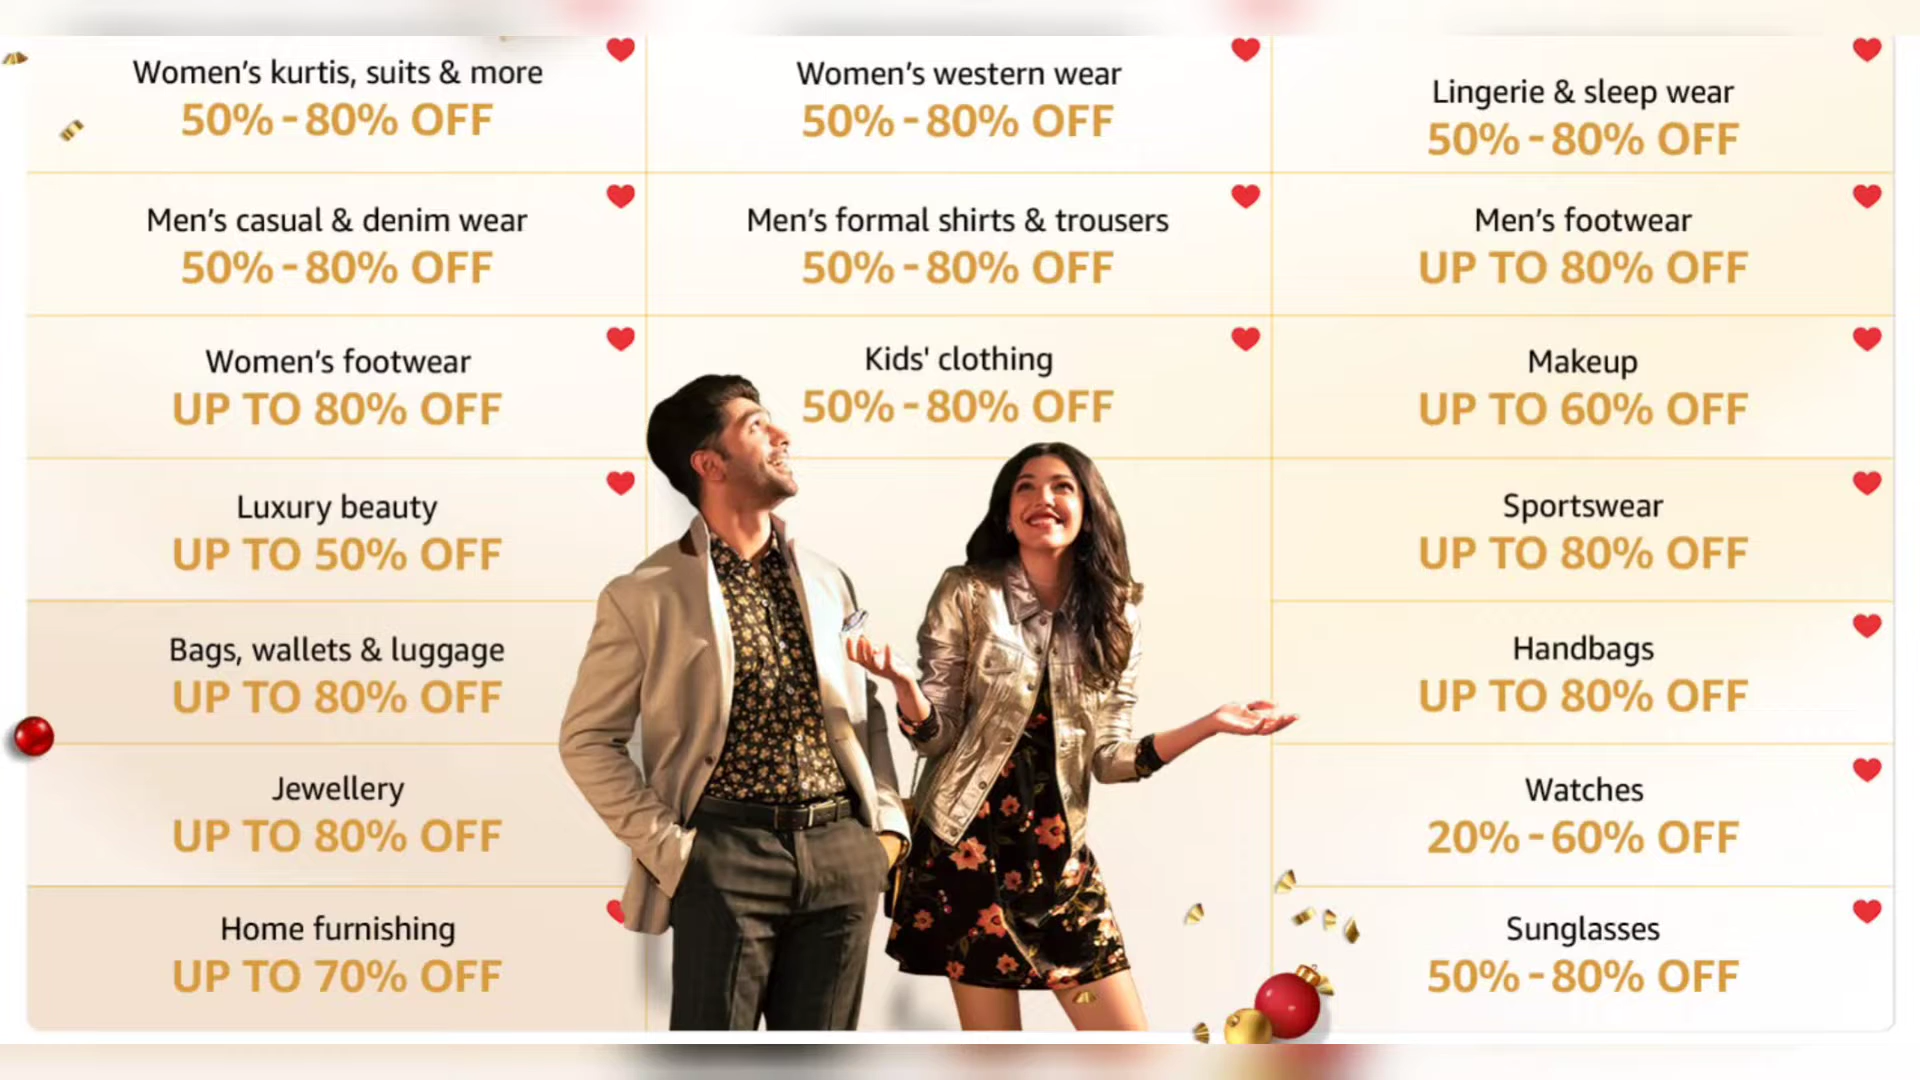 Women's kurtis, suits & more
50%-80% OFF
Women's western wear
50%-80% OFF
Lingerie & sleep wear
50%-80% OFF
Men's casual & denim wear
50%-80% OFF
Men's formal shirts & trousers
50%-80% OFF
Men's footwear
UP TO 80% OFF
Women's footwear
UP TO 80% OFF
Kids' clothing
50%-80% OFF
Makeup
UP TO 60% OFF
Luxury beauty
UP TO 50% OFF
Sportswear
UP TO 80% OFF
Bags, wallets & luggage
UP TO 80% OFF
Handbags
UP TO 80% OFF
Jewellery
UP TO 80% OFF
Watches
20%-60% OFF
Home furnishing
UP TO 70% OFF
Sunglasses
50%-80% OFF